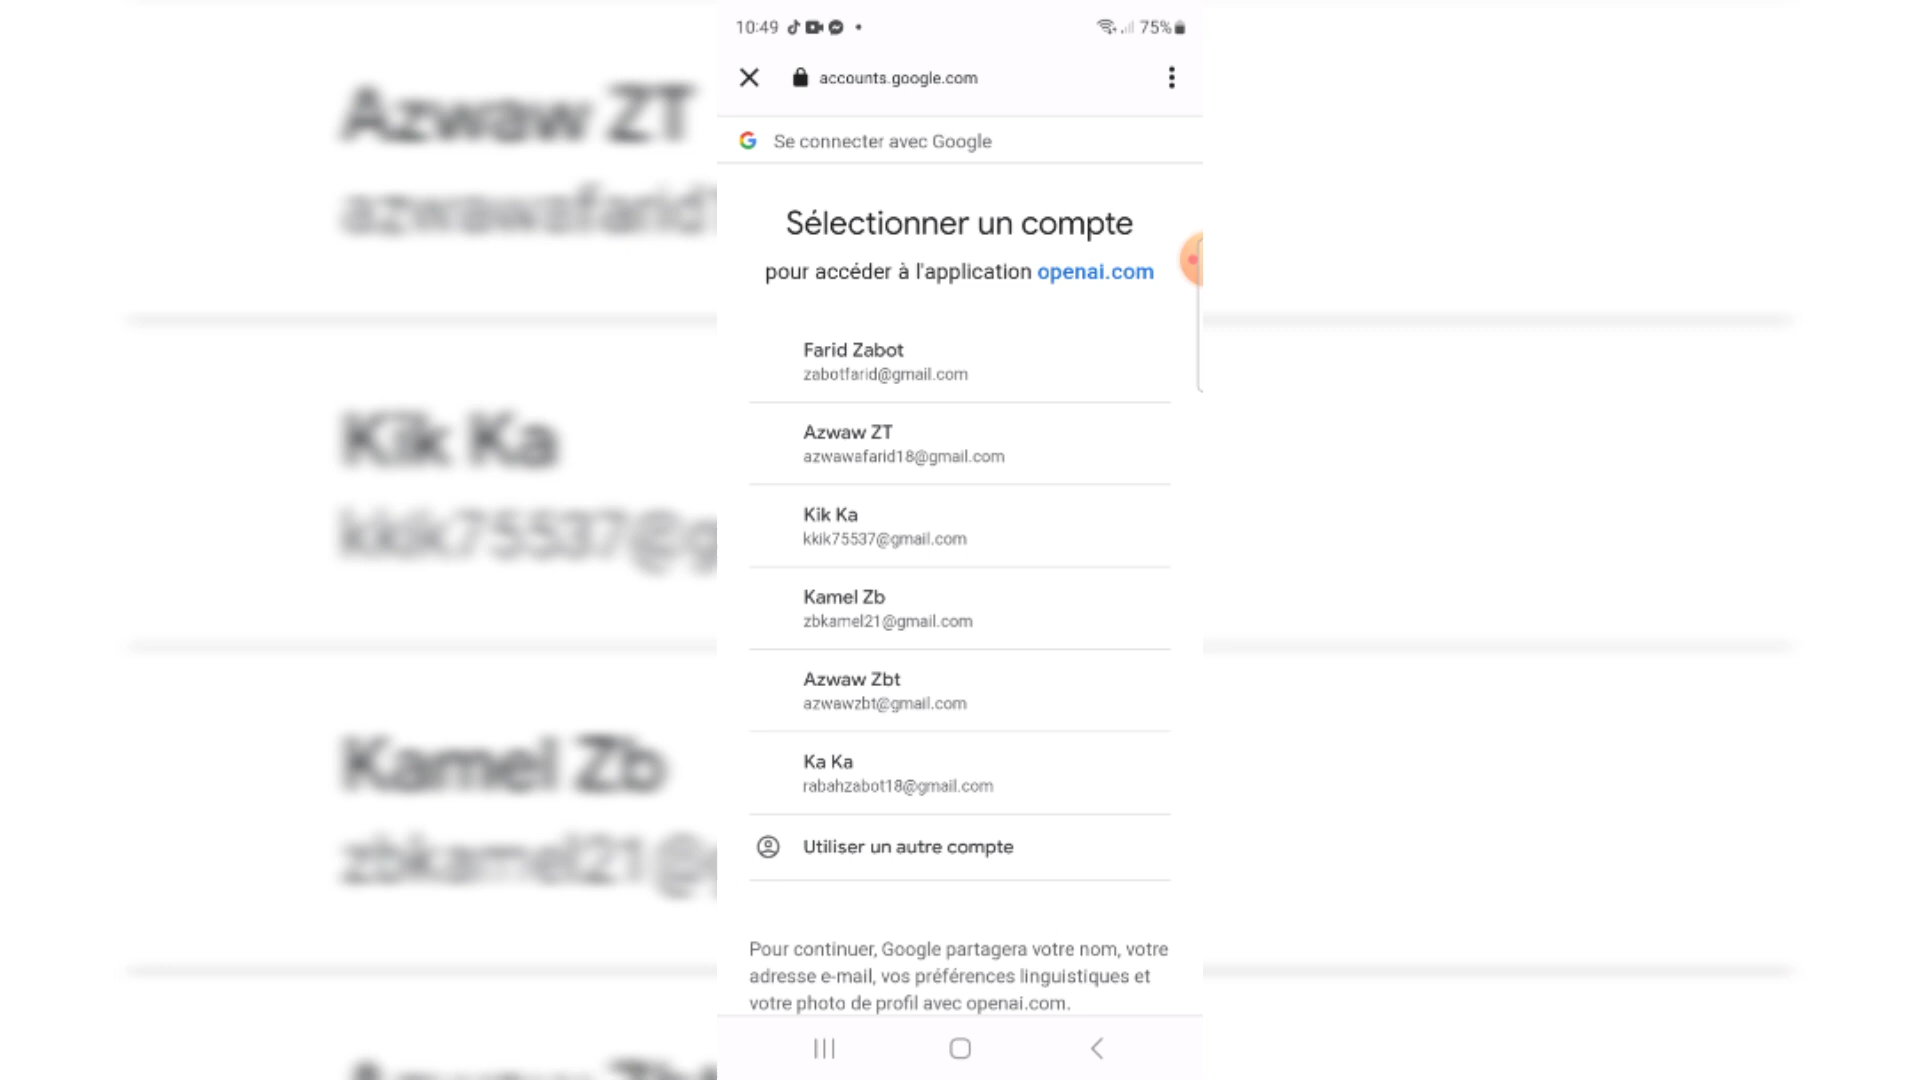 10:49
75%
accounts.google.com
Se connecter avec Google
Sélectionner un compte
pour accéder à l'application openai.com
Farid Zabot
zabotfarid@gmail.com
Azwaw ZT
azwawafarid18@gmail.com
Kik Ka
kkik75537@gmail.com
Kamel Zb
zbkamel21@gmail.com
Azwaw Zbt
azwawzbt@gmail.com
Ka Ka
rabahzabot18@gmail.com
Utiliser un autre compte
Pour continuer, Google partagera votre nom, votre
adresse e-mail, vos préférences linguistiques et
votre photo de profil avec openai.com.
Azwaw ZT
azwawafarid1
Kik Ka
kkik75537@g
Kamel Zb
zbkamel21@g